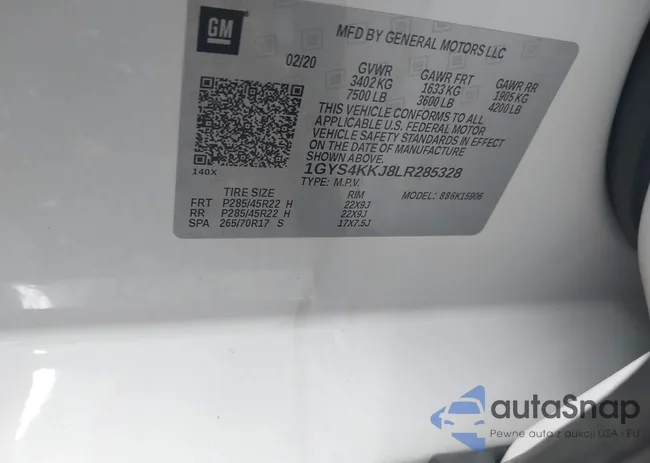 GM
MFD BY GENERAL MOTORS LLC
02/20
GVWR
3402 KG
7500 LB
GAWR FRT
1633 KG
3600 LB
GAWR RR
1905 KG
4200 LB
THIS VEHICLE CONFORMS TO ALL
APPLICABLE U.S. FEDERAL MOTOR
VEHICLE SAFETY STANDARDS IN EFFECT
ON THE DATE OF MANUFACTURE
SHOWN ABOVE.
1GYS4KKJ8LR285328
TYPE: M.P.V. MODEL: 886K15906
140X
TIRE SIZE RIM
FRT P285/45R22 H 22X9J
RR P285/45R22 H 22X9J
SPA 265/70R17 S 17X7.5J
autaSnap
Pewne auta z aukcji USA - EU